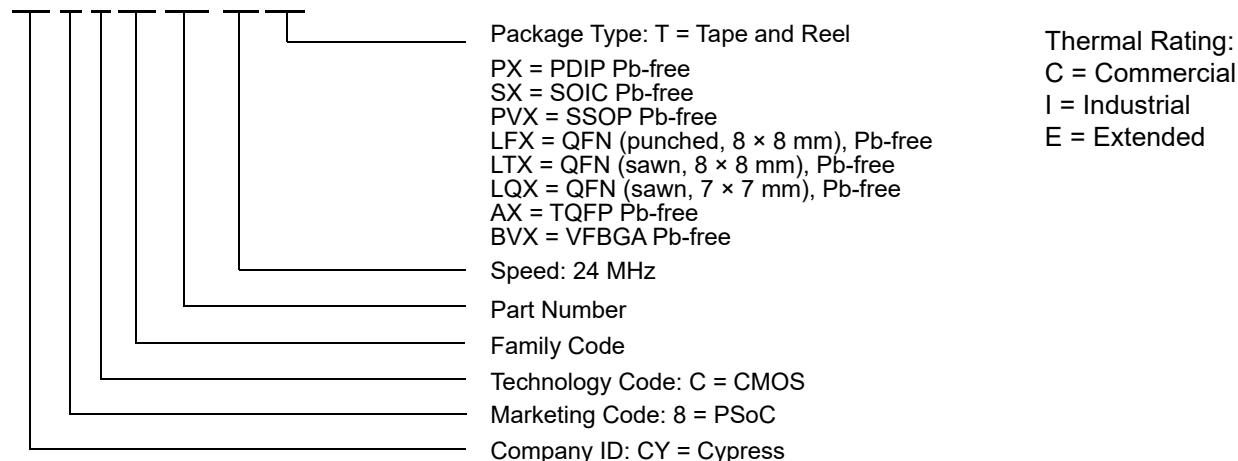 Package Type: T = Tape and Reel
PX = PDIP Pb-free
SX = SOIC Pb-free
PVX = SSOP Pb-free
LFX = QFN (punched, 8 × 8 mm), Pb-free
LTX = QFN (sawn, 8 × 8 mm), Pb-free
LQX = QFN (sawn, 7 × 7 mm), Pb-free
AX = TQFP Pb-free
BVX = VFBGA Pb-free
Speed: 24 MHz
Part Number
Family Code
Technology Code: C = CMOS
Marketing Code: 8 = PSoC
Company ID: CY = Cypress
Thermal Rating:
C = Commercial
I = Industrial
E = Extended